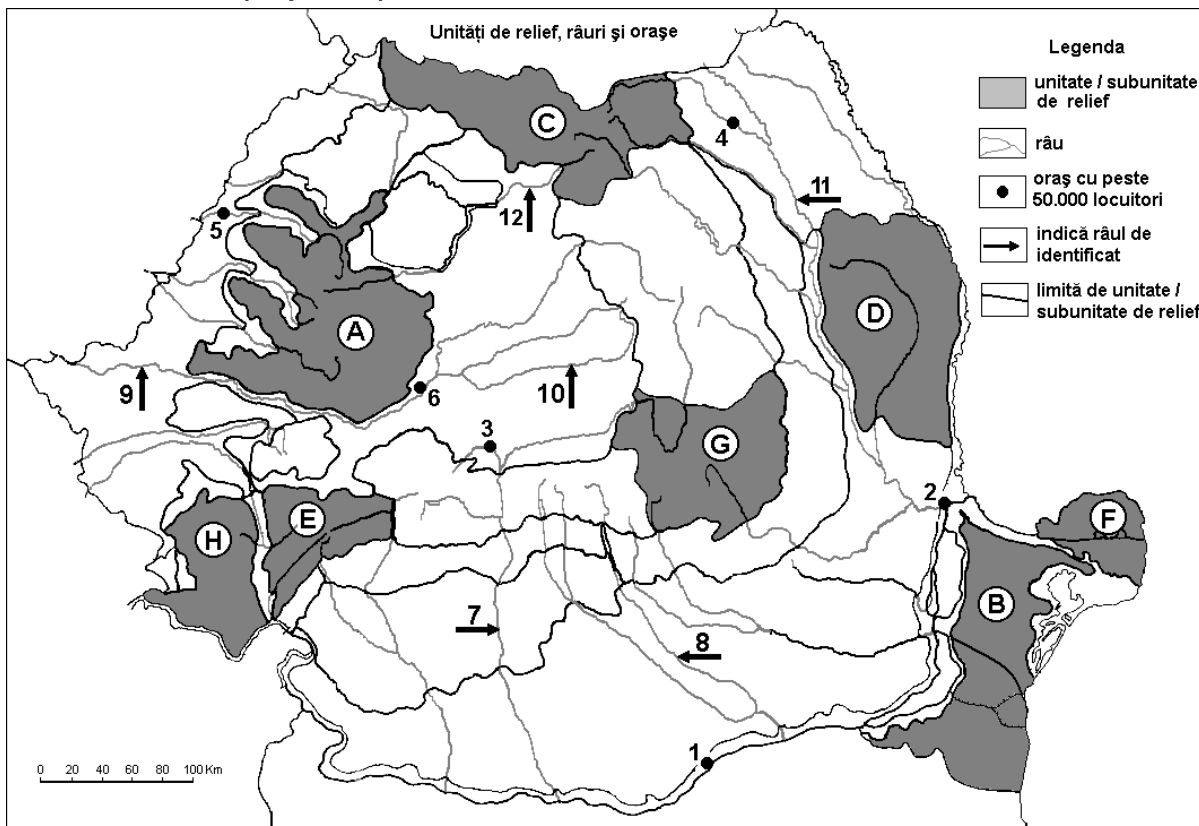 Unităţi de relief, râuri şi oraşe
Legenda
unitate / subunitate
de relief
râu
oraş cu peste
50.000 locuitori
indică râul de
identificat
limită de unitate /
subunitate de relief
C
4
11
12
5
A
D
9
10
6
3
G
2
F
H
E
B
7
8
1
0 20 40 60 80 100 Km